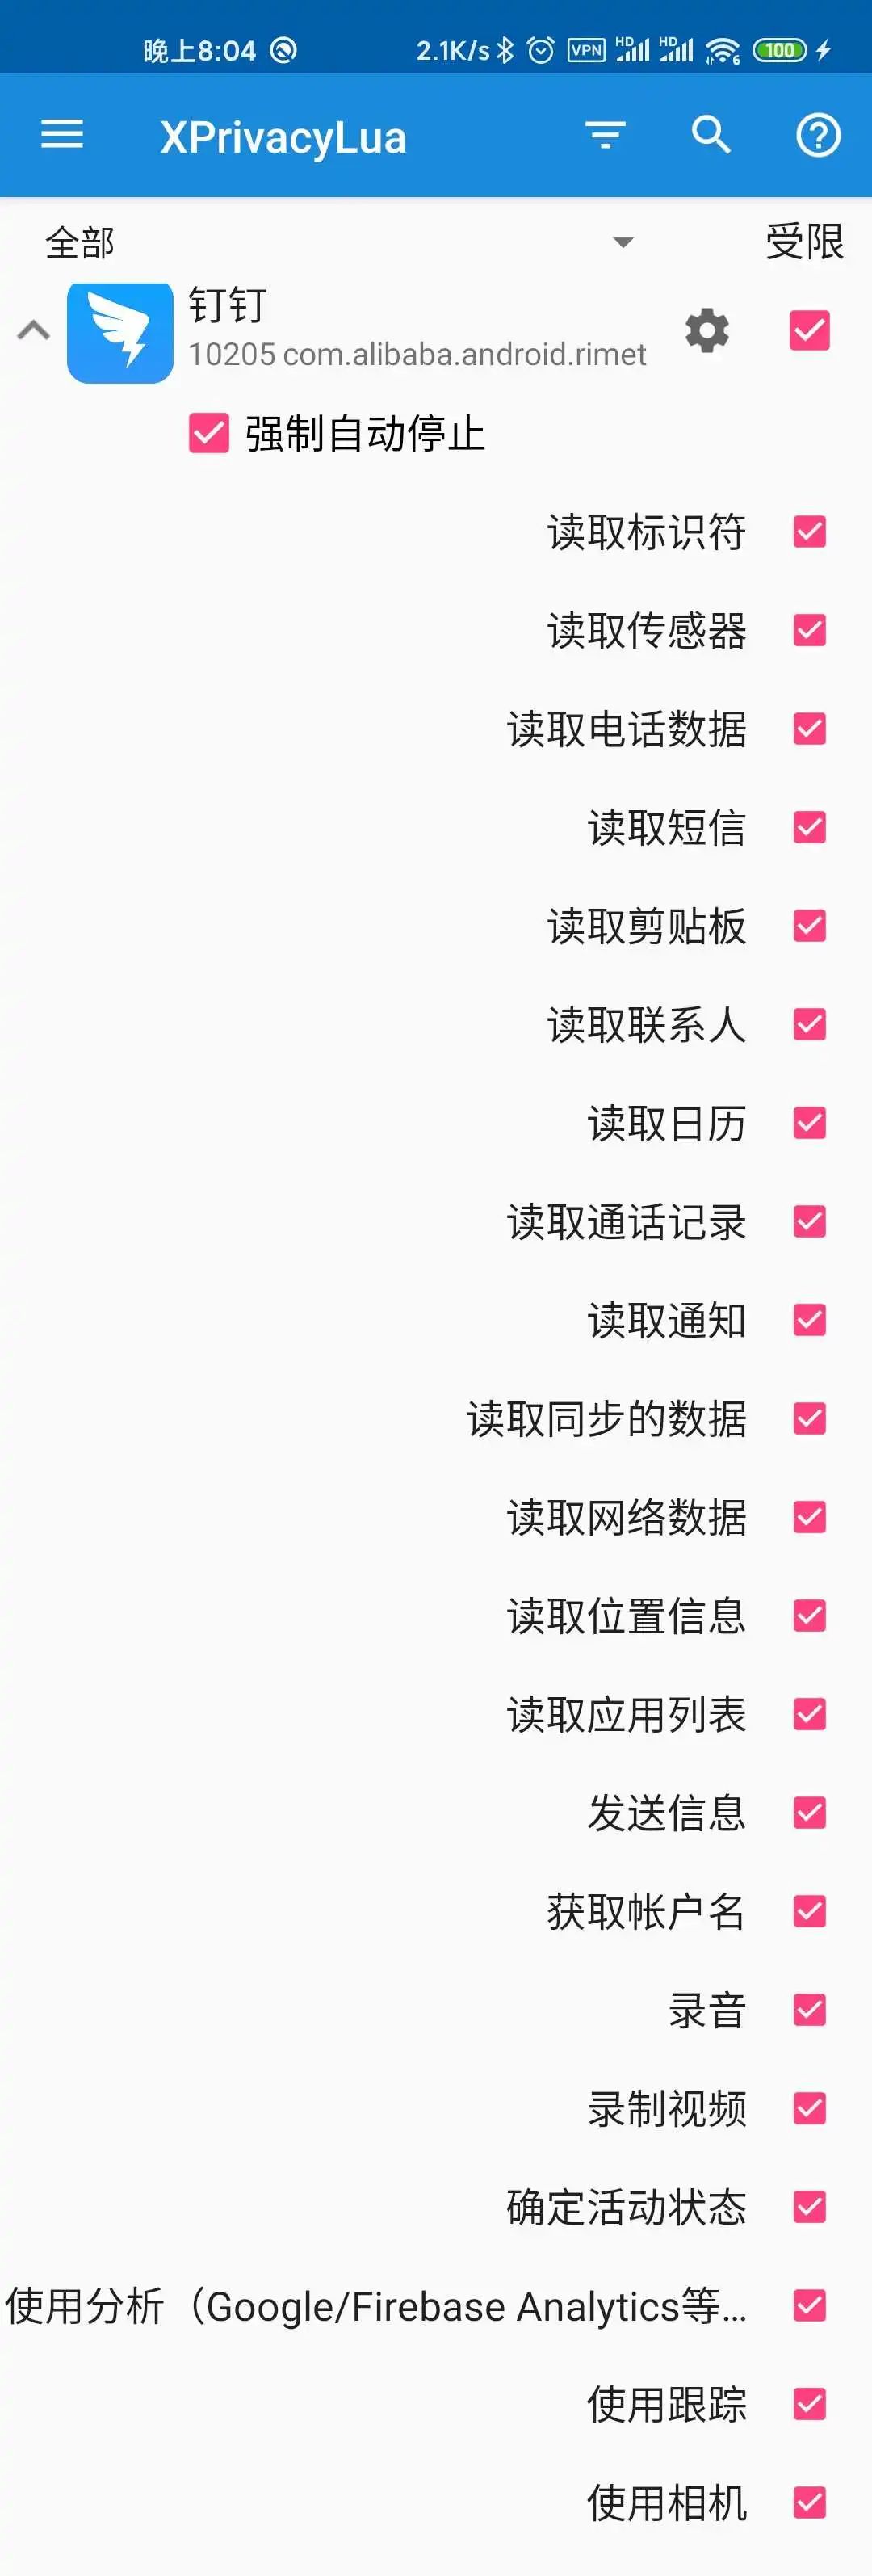 晚上8:04 2.1K/s VPN HD HD 6 100
XPrivacyLua
全部 受限
钉钉
10205 com.alibaba.android.rimet
强制自动停止
读取标识符
读取传感器
读取电话数据
读取短信
读取剪贴板
读取联系人
读取日历
读取通话记录
读取通知
读取同步的数据
读取网络数据
读取位置信息
读取应用列表
发送信息
获取帐户名
录音
录制视频
确定活动状态
使用分析（Google/Firebase Analytics等...
使用跟踪
使用相机